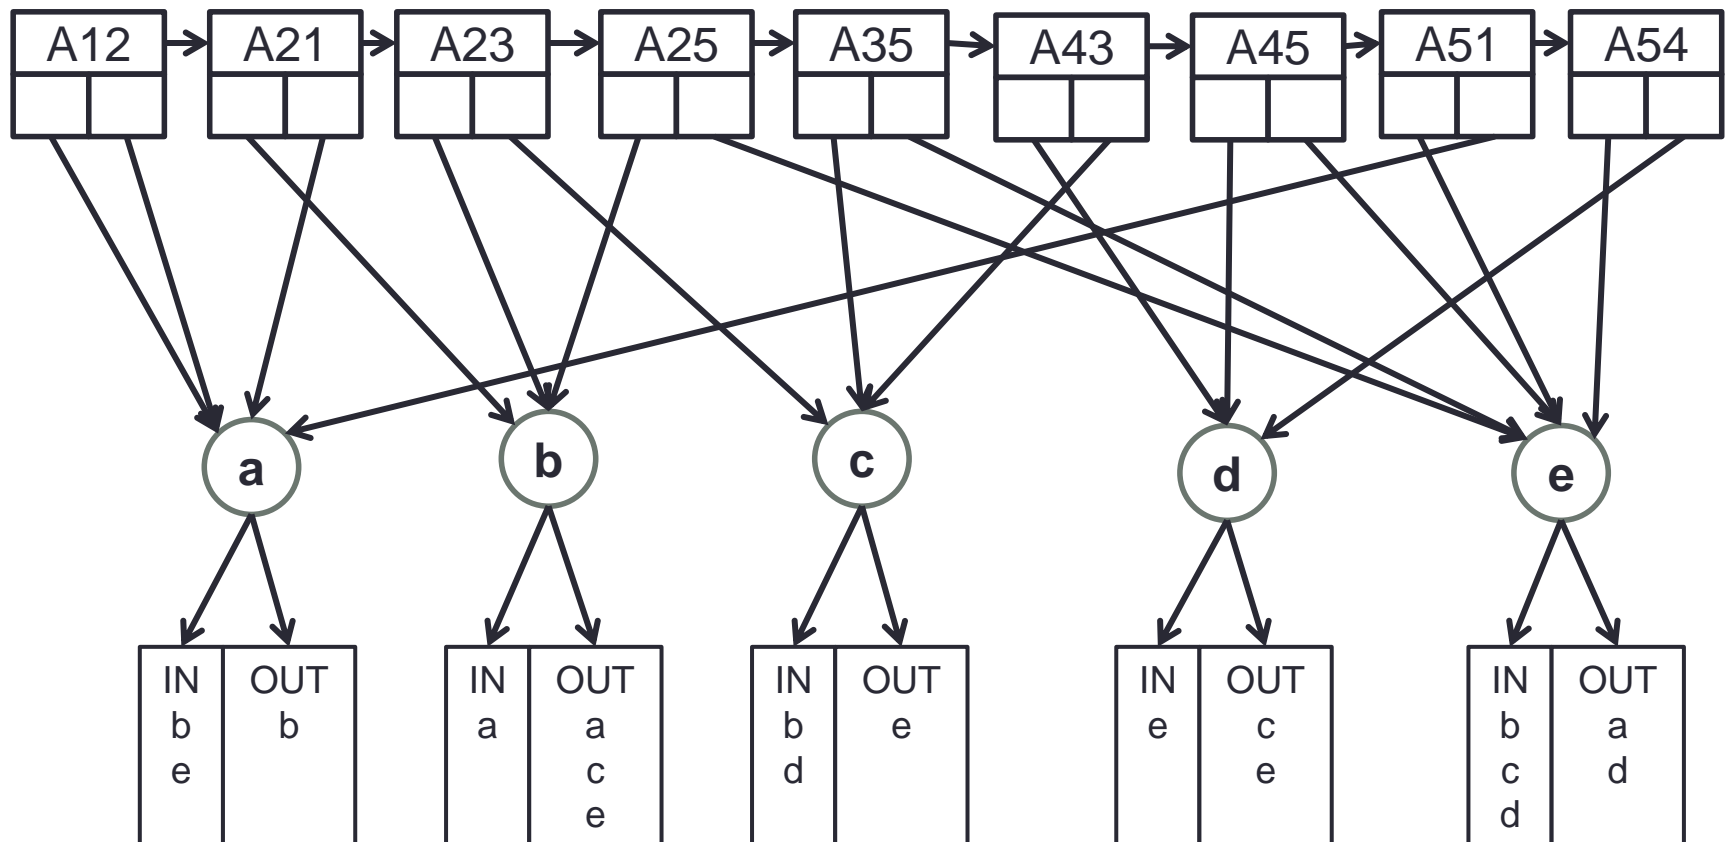 A12 A21 A23 A25 A35 A43 A45 A51 A54
a b c d e
IN OUT IN OUT IN OUT IN OUT IN OUT
b b a a b e e c b a
e c d e c d
e d